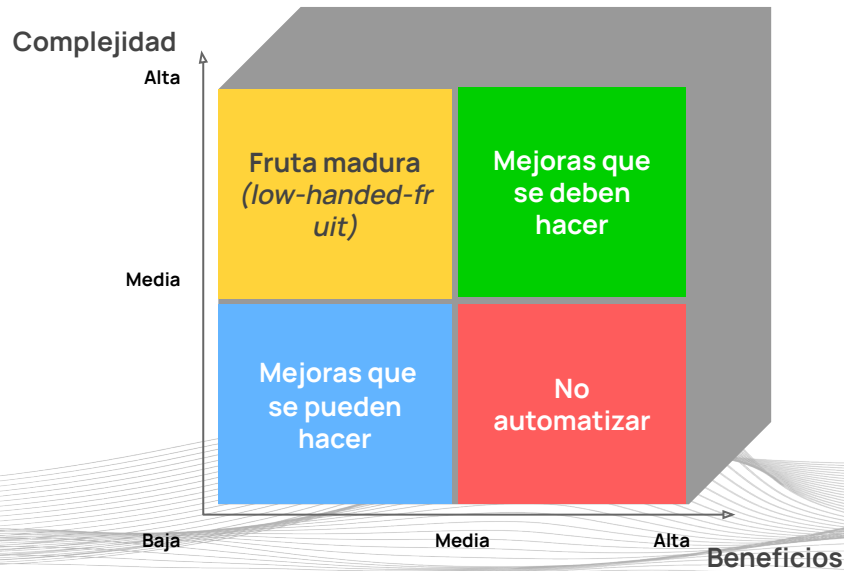 Complejidad
Alta
Fruta madura
(low-handed-fr
uit)
Mejoras que
se deben
hacer
Media
Mejoras que
se pueden
hacer
No
automatizar
Baja
Media
Alta
Beneficios